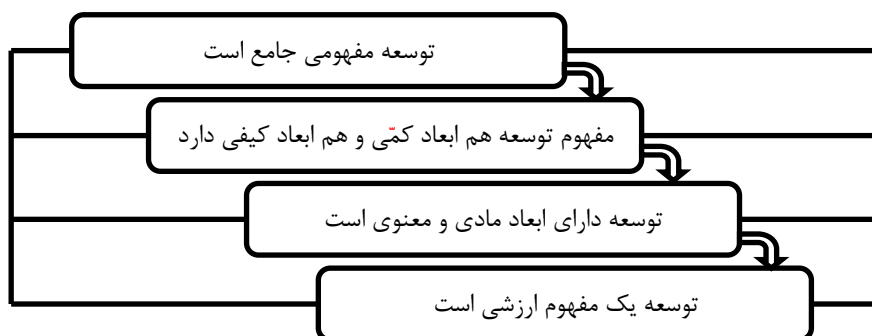 توسعه مفهومی جامع است
مفهوم توسعه هم ابعاد کمّی و هم ابعاد کیفی دارد
توسعه دارای ابعاد مادی و معنوی است
توسعه یک مفهوم ارزشی است